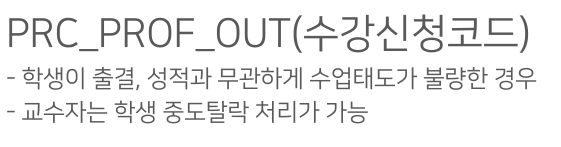 PRC_PROF_OUT(수강신청코드)
- 학생이 출결, 성적과 무관하게 수업태도가 불량한 경우
- 교수자는 학생 중도탈락 처리가 가능